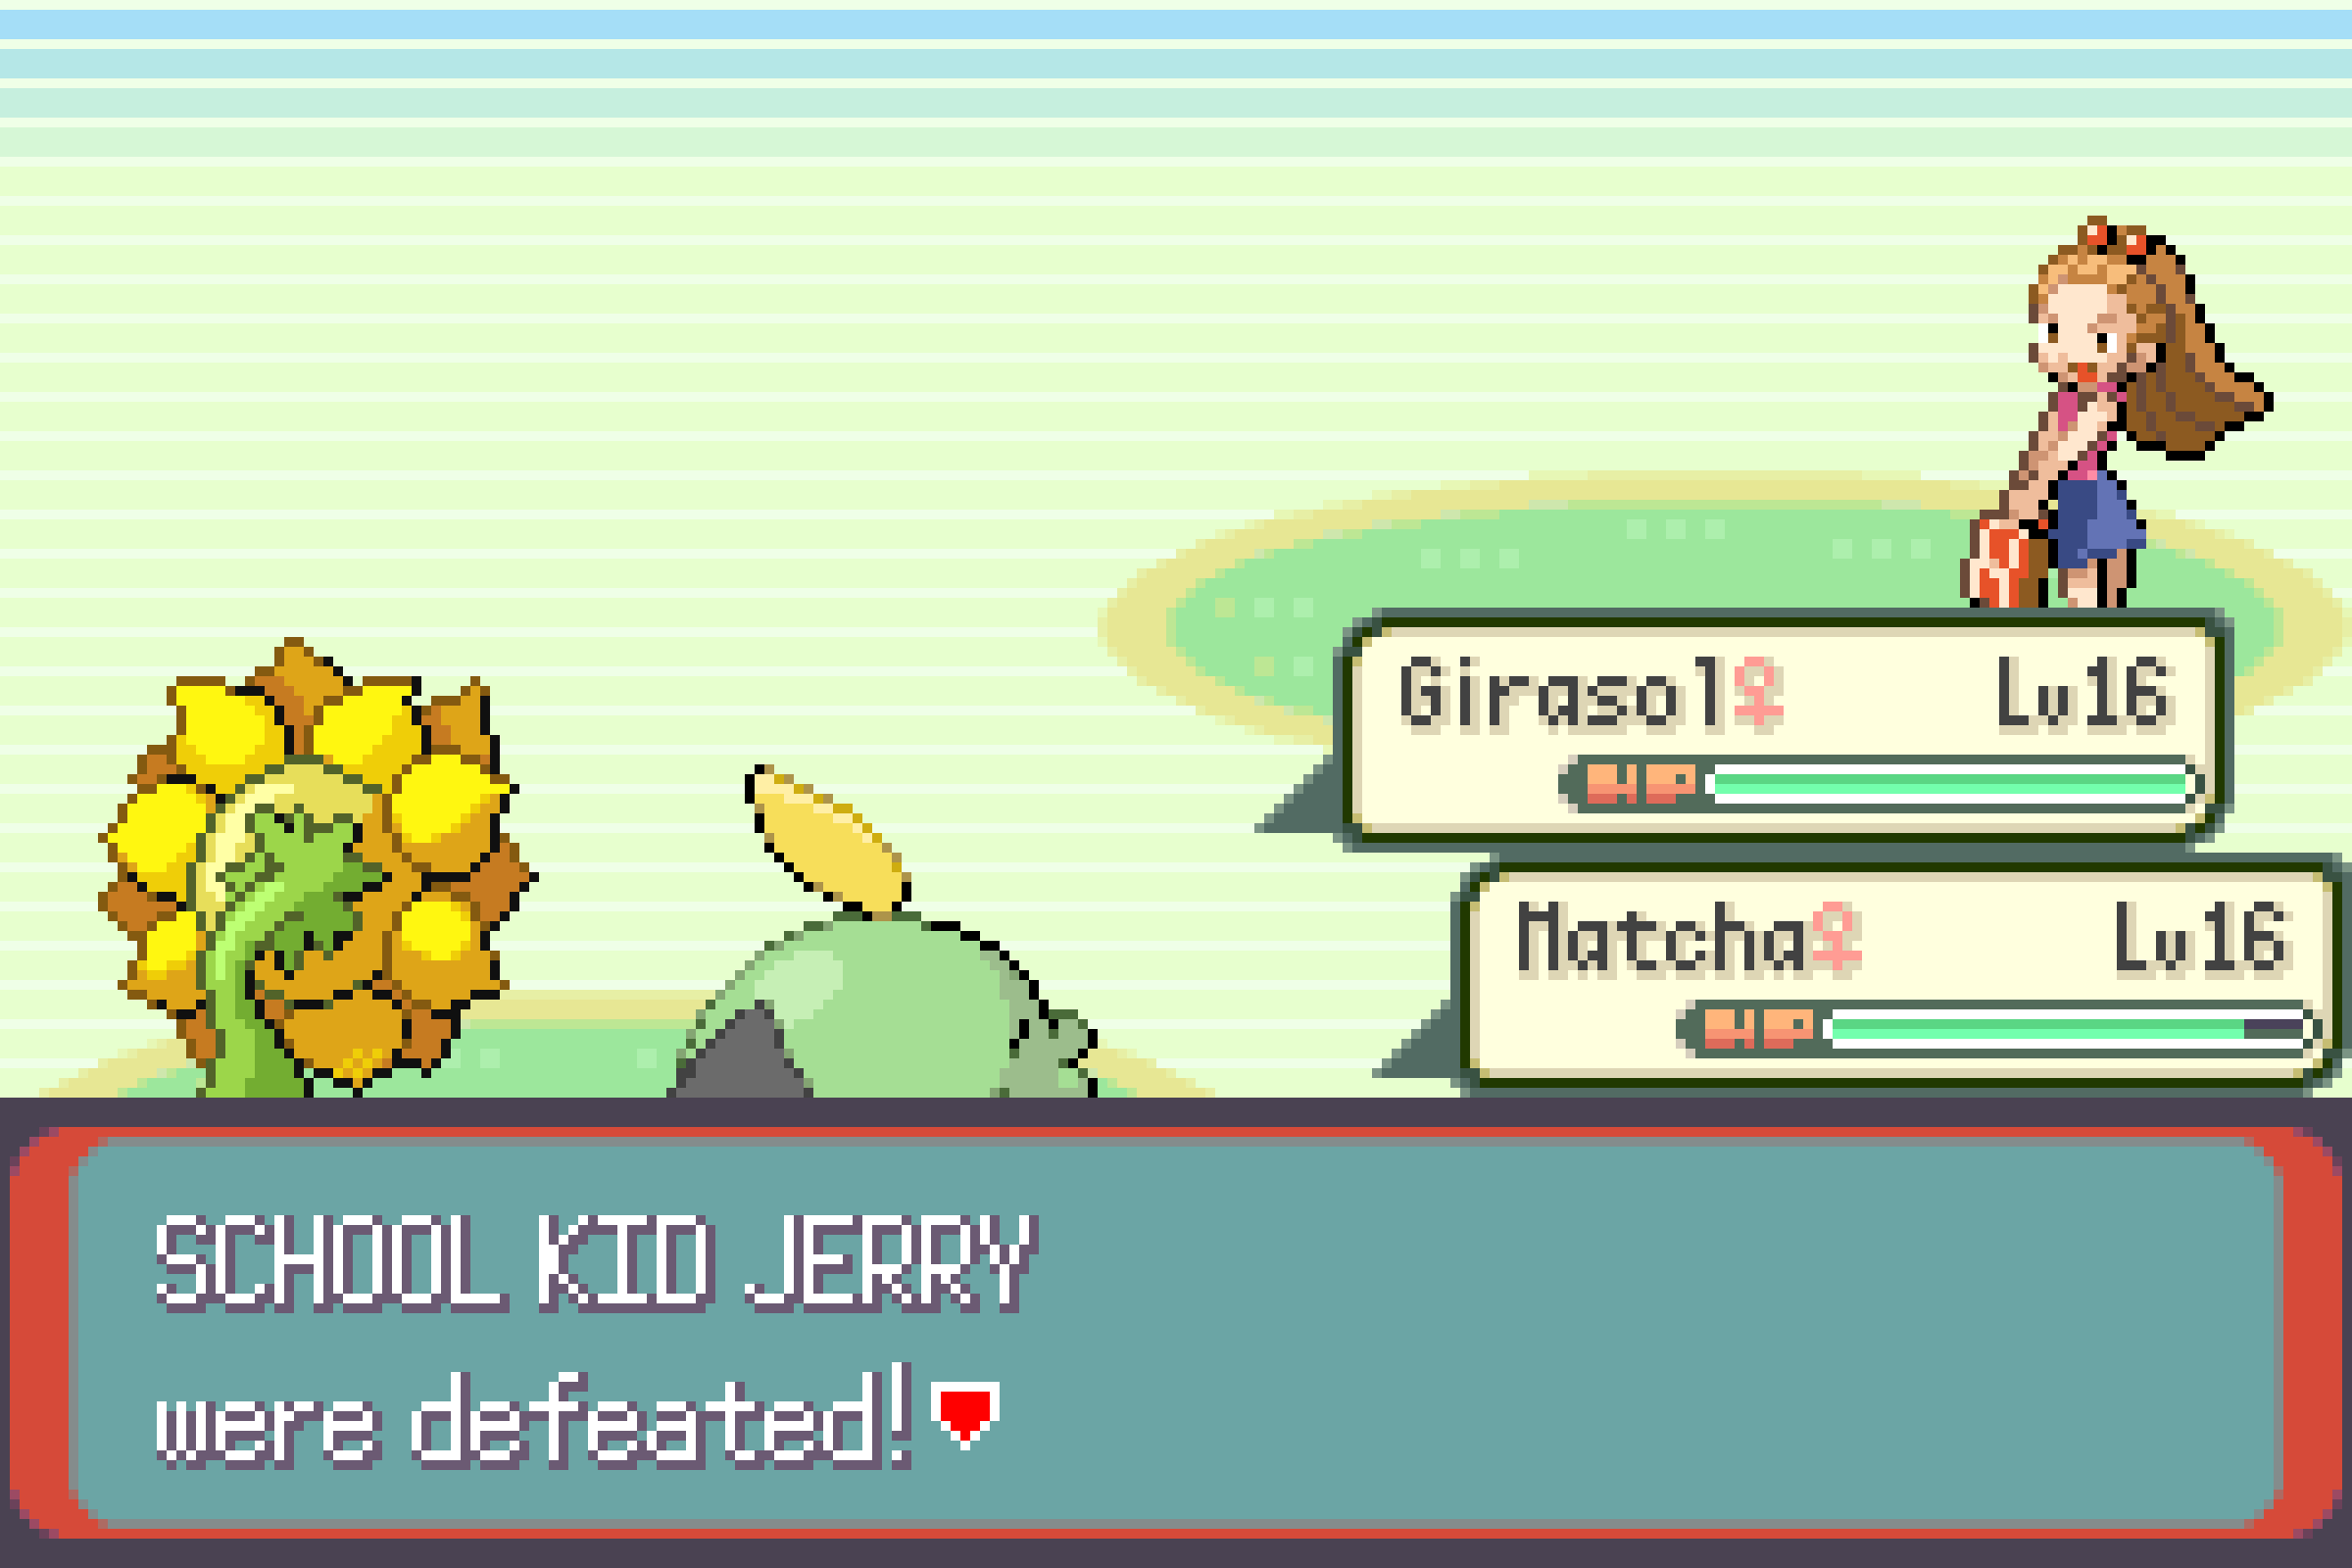 Girasol♀ Lv16
HP
Matcha♀ Lv16
HP
SCHOOL KID JERRY
were defeated!